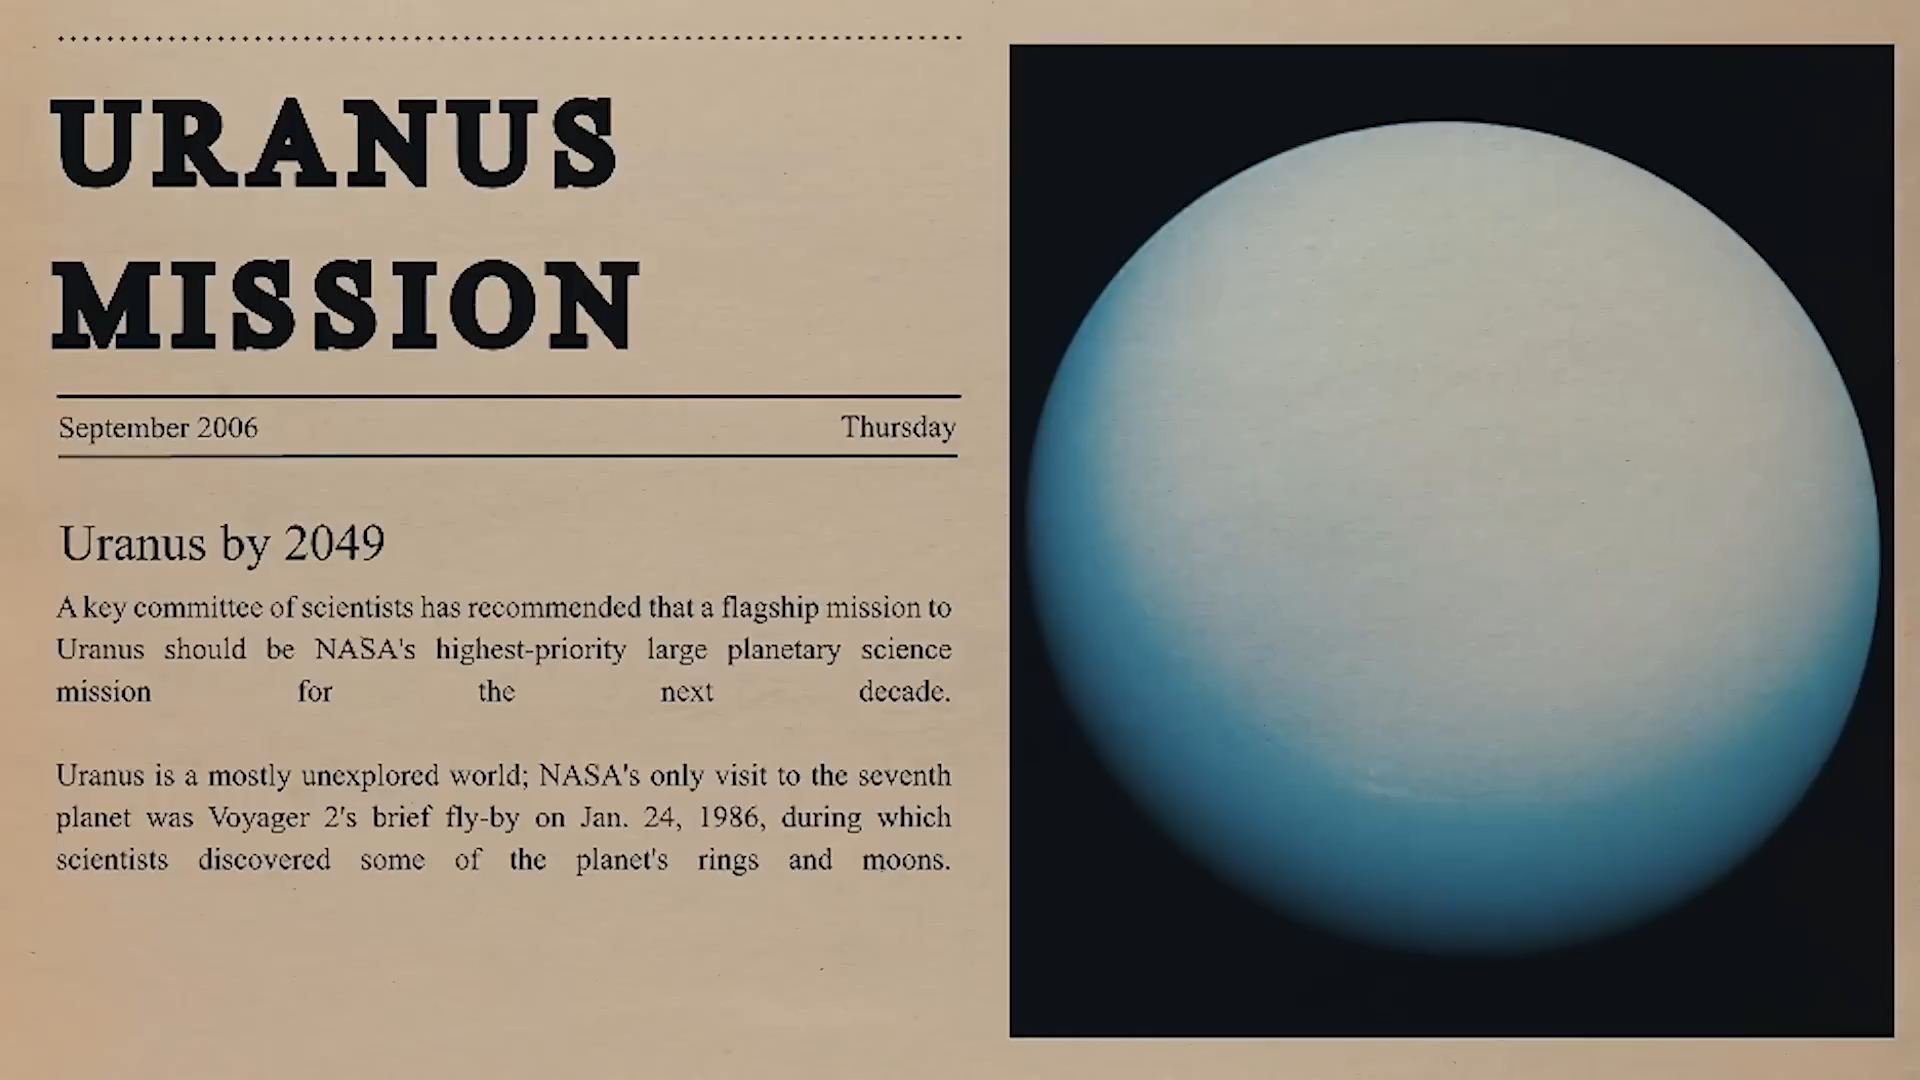 URANUS
MISSION
September 2006 Thursday
Uranus by 2049
A key committee of scientists has recommended that a flagship mission to
Uranus should be NASA's highest-priority large planetary science
mission for the next decade.
Uranus is a mostly unexplored world; NASA's only visit to the seventh
planet was Voyager 2's brief fly-by on Jan. 24, 1986, during which
scientists discovered some of the planet's rings and moons.